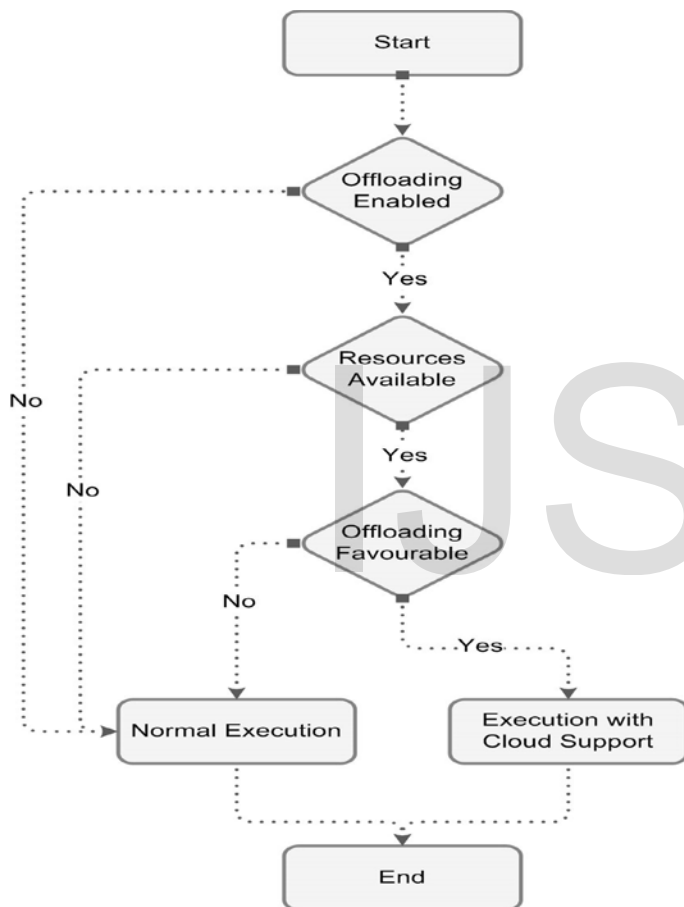 Start
Offloading
Enabled
Yes
Resources
Available
No
Yes
No
Offloading
Favourable
No
Yes
Normal Execution
Execution with
Cloud Support
End
IJS